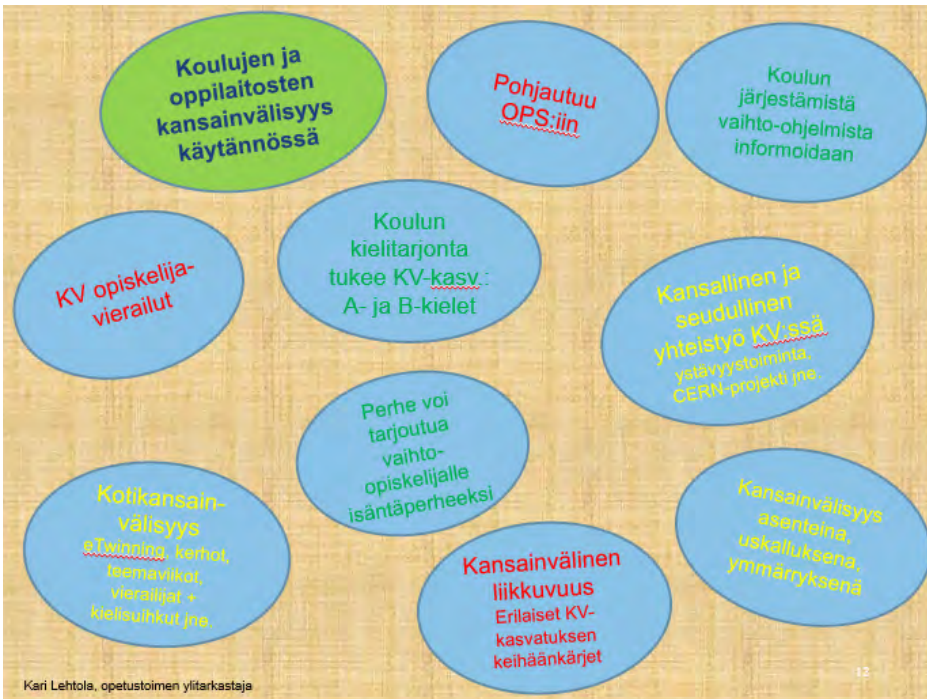 Koulujen ja
oppilaitosten
kansainvälisyys
käytännössä
Pohjautuu
OPS:iin
Koulun
järjestämistä
vaihto-ohjelmista
informoidaan
KV opiskelija-
vierailut
Koulun
kielitarjonta
tukee KV-kasv.:
A- ja B-kielet
Kansallinen ja
seudullinen
yhteistyö KV:ssä
ystävyystoiminta,
CERN-projekti jne.
Perhe voi
tarjoutua
vaihto-
opiskelijalle
isäntäperheeksi
Kotikansain-
välisyys
eTwinning, kerhot,
teemaviikot,
vierailijat +
kielisuihkut jne.
Kansainvälinen
liikkuvuus
Erilaiset KV-
kasvatuksen
keihäänkärjet
Kansainvälisyys
asenteina,
uskalluksena,
ymmärryksenä
Kari Lehtola, opetustoimen ylitarkastaja
12